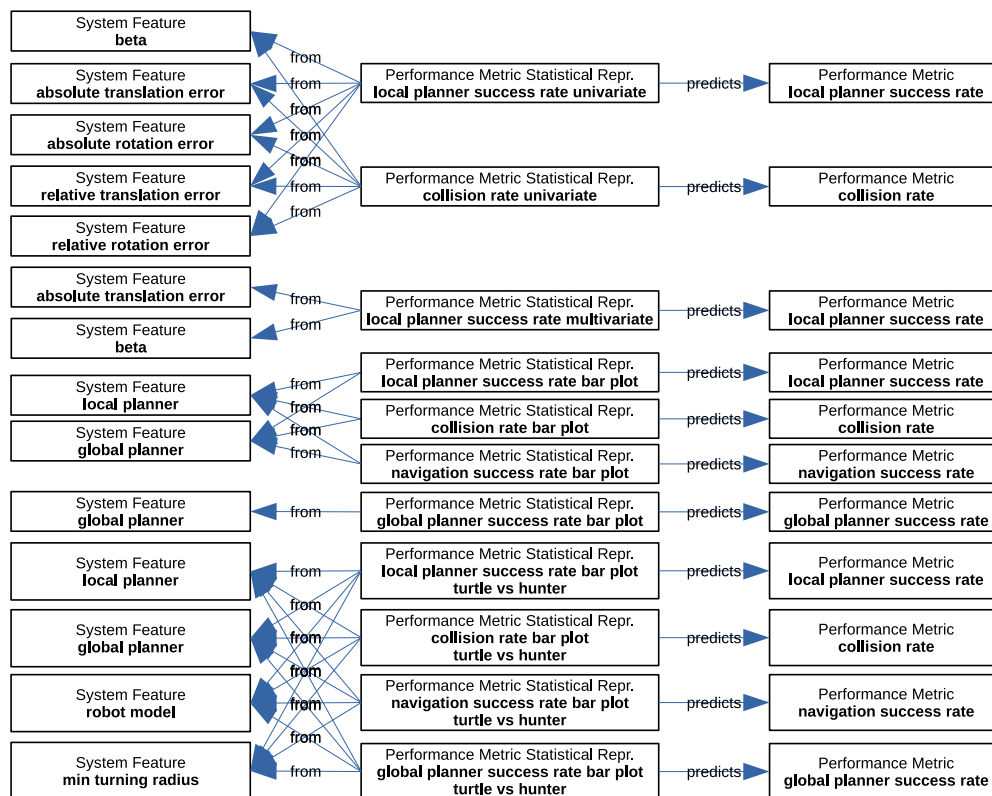 System Feature
beta
System Feature
absolute translation error
System Feature
absolute rotation error
System Feature
relative translation error
System Feature
relative rotation error
from
from
from
from
from
from
from
Performance Metric Statistical Repr.
local planner success rate univariate
predicts
Performance Metric
local planner success rate
Performance Metric Statistical Repr.
collision rate univariate
predicts
Performance Metric
collision rate
System Feature
absolute translation error
System Feature
beta
from
from
Performance Metric Statistical Repr.
local planner success rate multivariate
predicts
Performance Metric
local planner success rate
System Feature
local planner
System Feature
global planner
from
from
from
from
Performance Metric Statistical Repr.
local planner success rate bar plot
predicts
Performance Metric
local planner success rate
Performance Metric Statistical Repr.
collision rate bar plot
predicts
Performance Metric
collision rate
Performance Metric Statistical Repr.
navigation success rate bar plot
predicts
Performance Metric
navigation success rate
System Feature
global planner
from
Performance Metric Statistical Repr.
global planner success rate bar plot
predicts
Performance Metric
global planner success rate
System Feature
local planner
System Feature
global planner
System Feature
robot model
System Feature
min turning radius
from
from
from
from
from
from
from
Performance Metric Statistical Repr.
local planner success rate bar plot
turtle vs hunter
predicts
Performance Metric
local planner success rate
Performance Metric Statistical Repr.
collision rate bar plot
turtle vs hunter
predicts
Performance Metric
collision rate
Performance Metric Statistical Repr.
navigation success rate bar plot
turtle vs hunter
predicts
Performance Metric
navigation success rate
Performance Metric Statistical Repr.
global planner success rate bar plot
turtle vs hunter
predicts
Performance Metric
global planner success rate